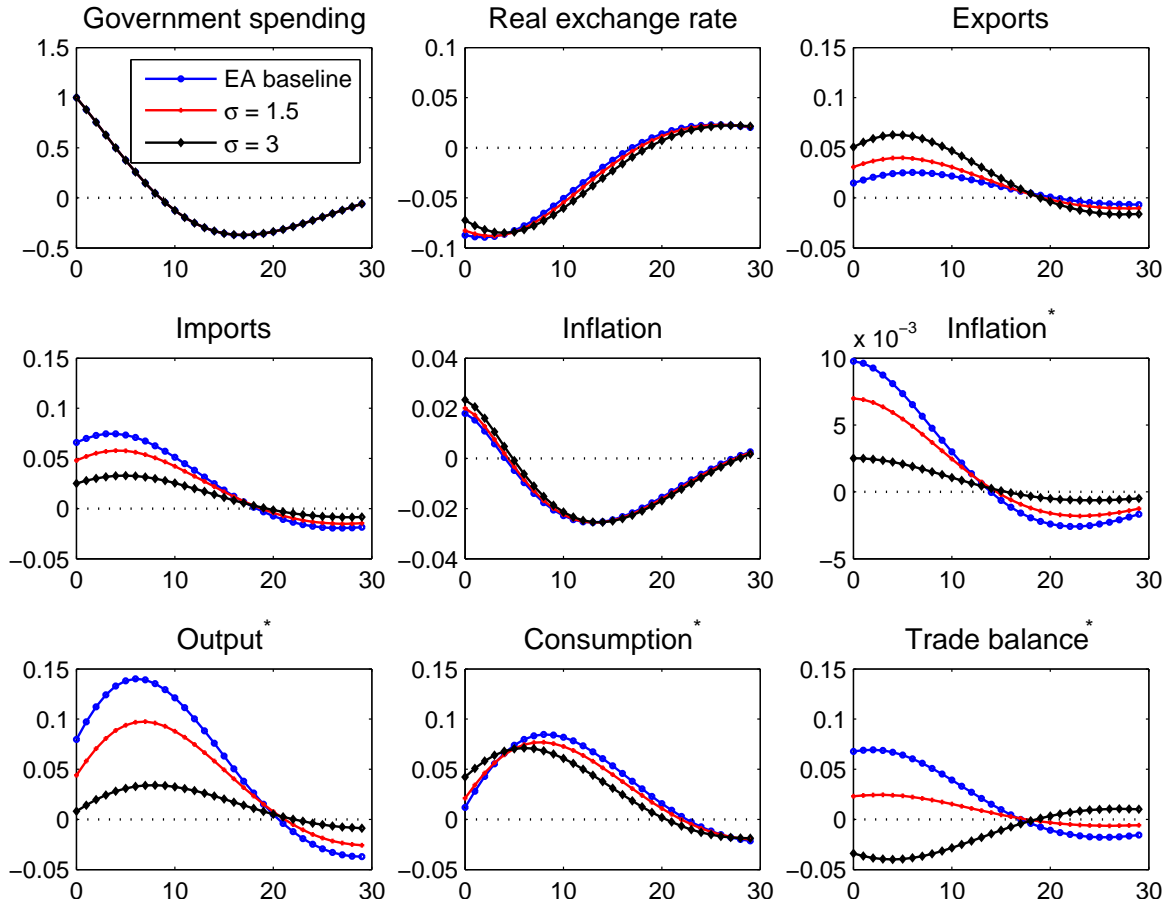 Government spending
Real exchange rate
Exports
1.5
1
0.5
0
−0.5
0 10 20 30
EA baseline
σ = 1.5
σ = 3
0.1
0.05
0
−0.05
−0.1
0 10 20 30
0.15
0.1
0.05
0
−0.05
0 10 20 30
Imports
Inflation
Inflation*
0.15
0.1
0.05
0
−0.05
0 10 20 30
0.04
0.02
0
−0.02
−0.04
0 10 20 30
x 10−3
10
5
0
−5
0 10 20 30
Output*
Consumption*
Trade balance*
0.15
0.1
0.05
0
−0.05
0 10 20 30
0.15
0.1
0.05
0
−0.05
0 10 20 30
0.15
0.1
0.05
0
−0.05
0 10 20 30